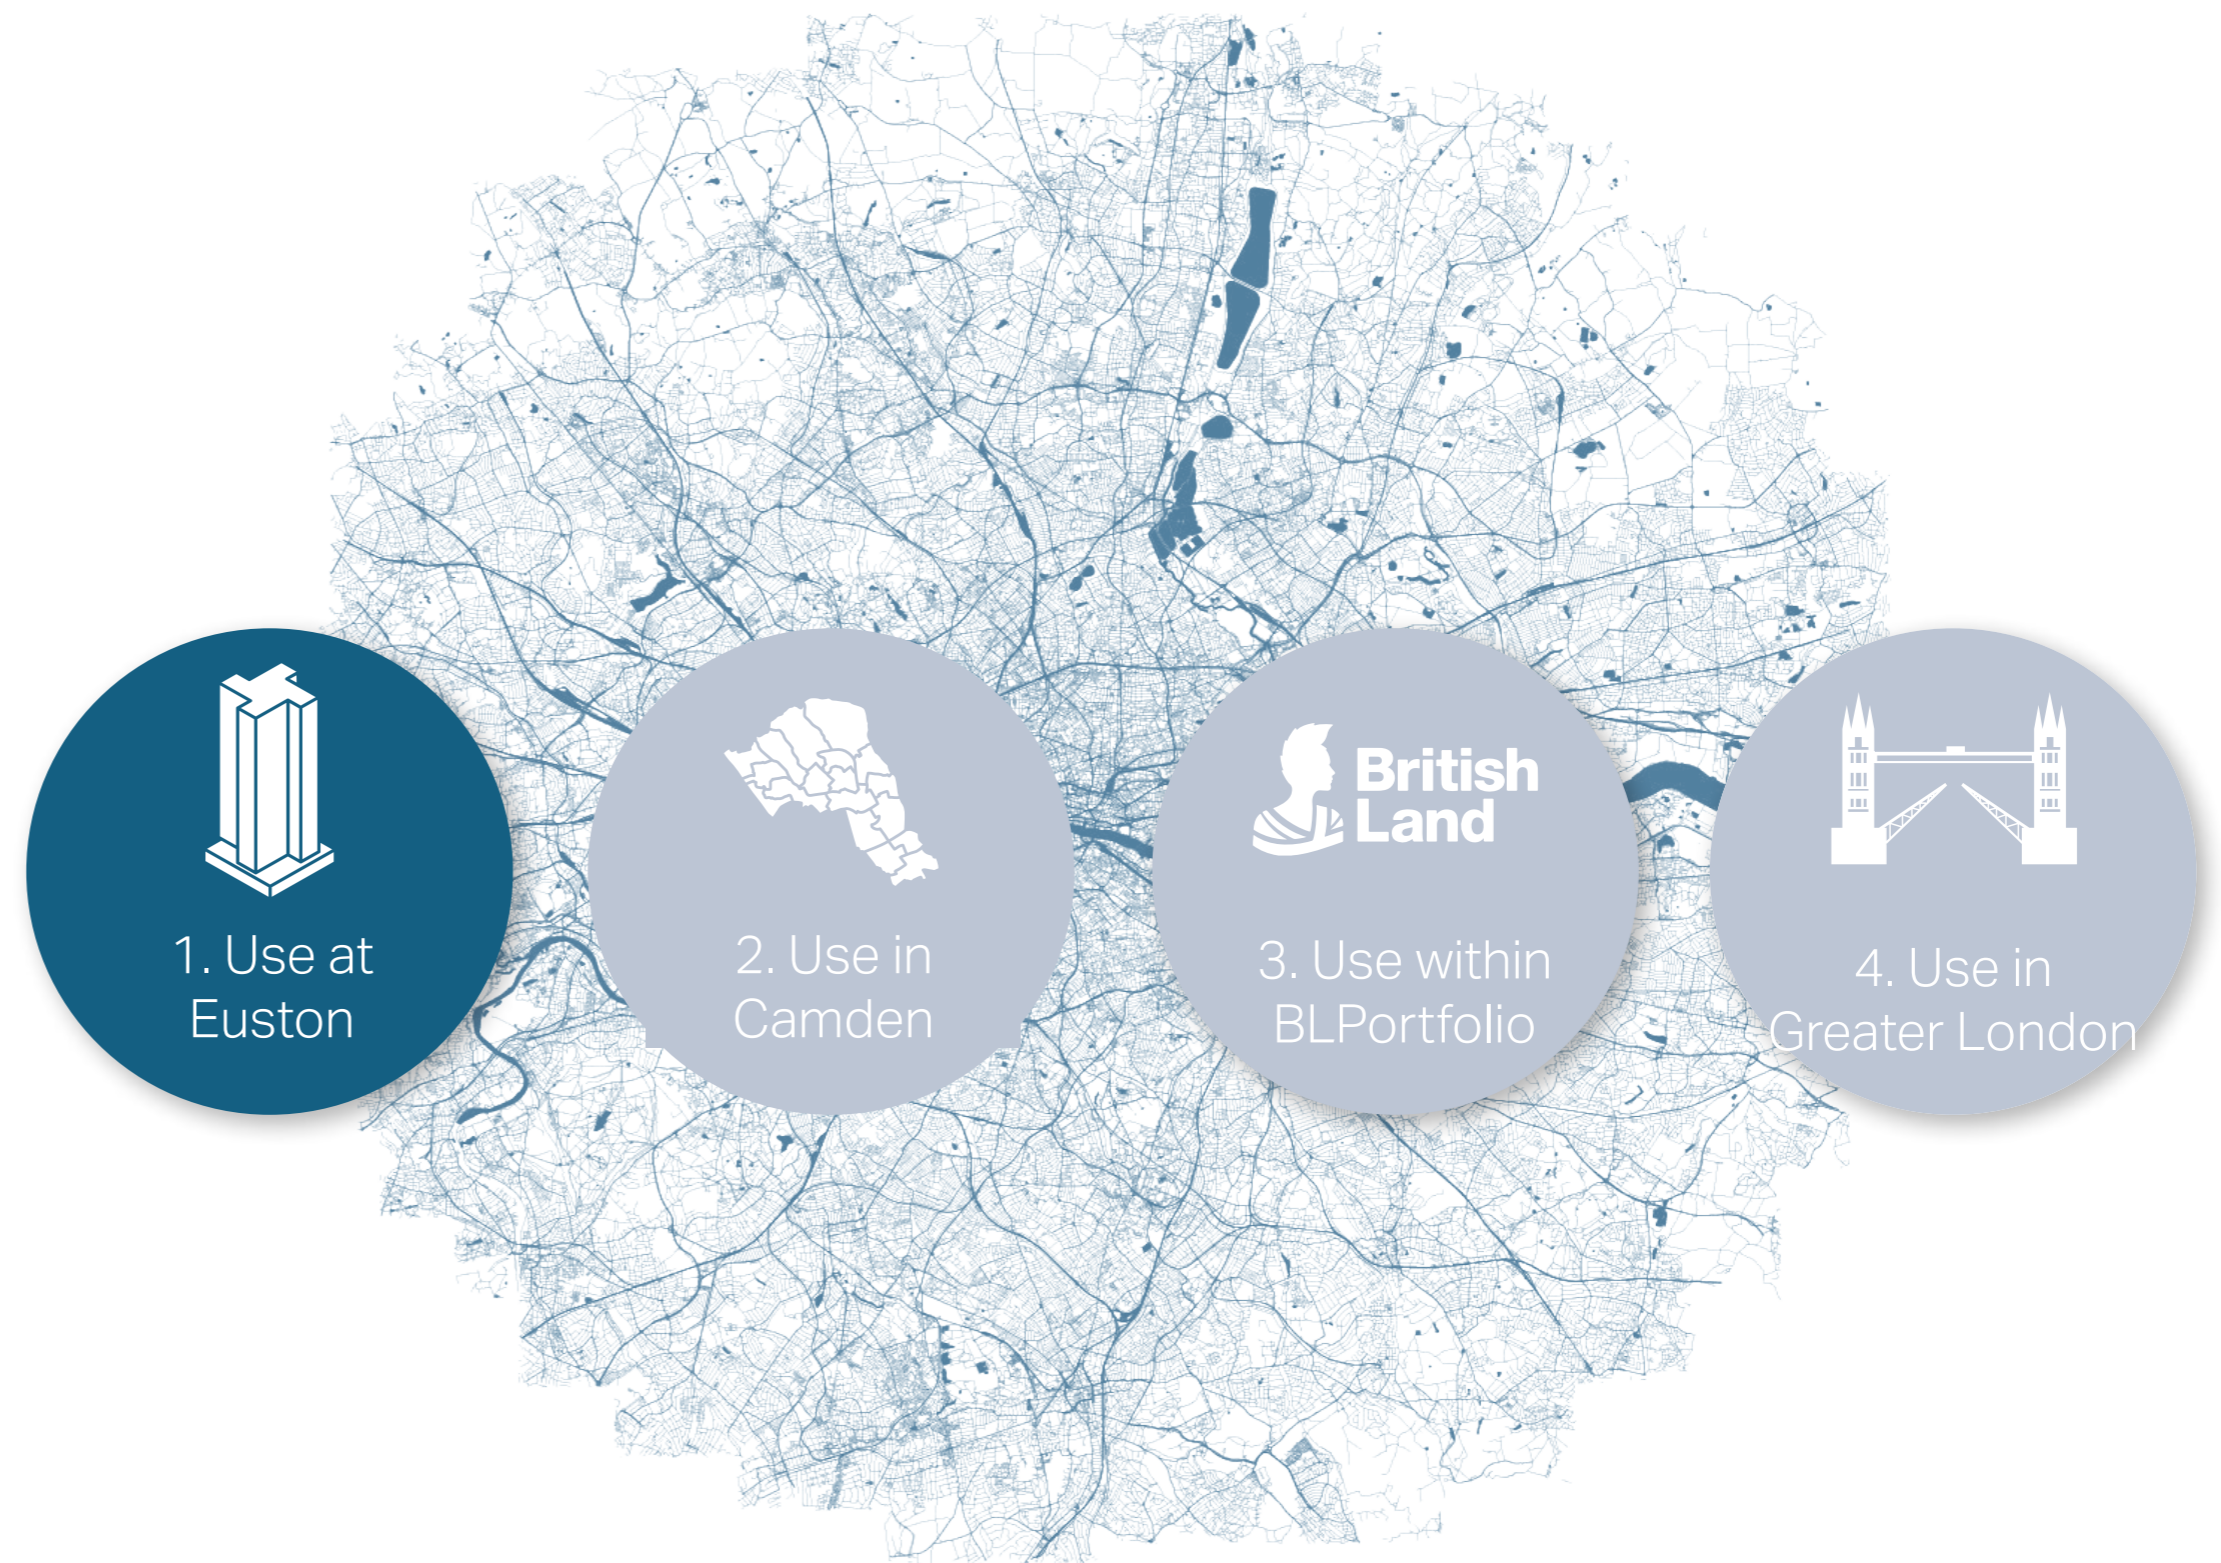 1. Use at
Euston
2. Use in
Camden
British
Land
3. Use within
BLPortfolio
4. Use in
Greater London